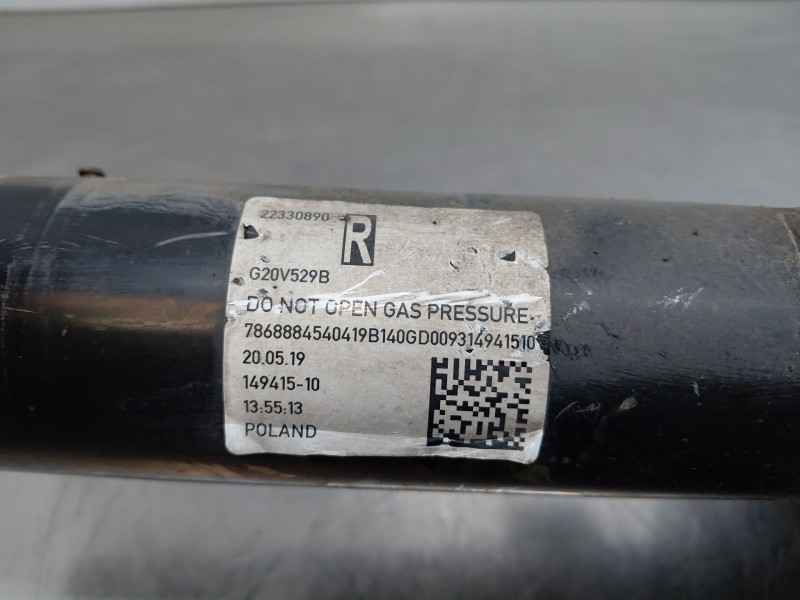 22330890
R
G20V529B
DO NOT OPEN GAS PRESSURE
7868884540419B140GD009314941510
20.05.19
149415-10
13:55:13
POLAND